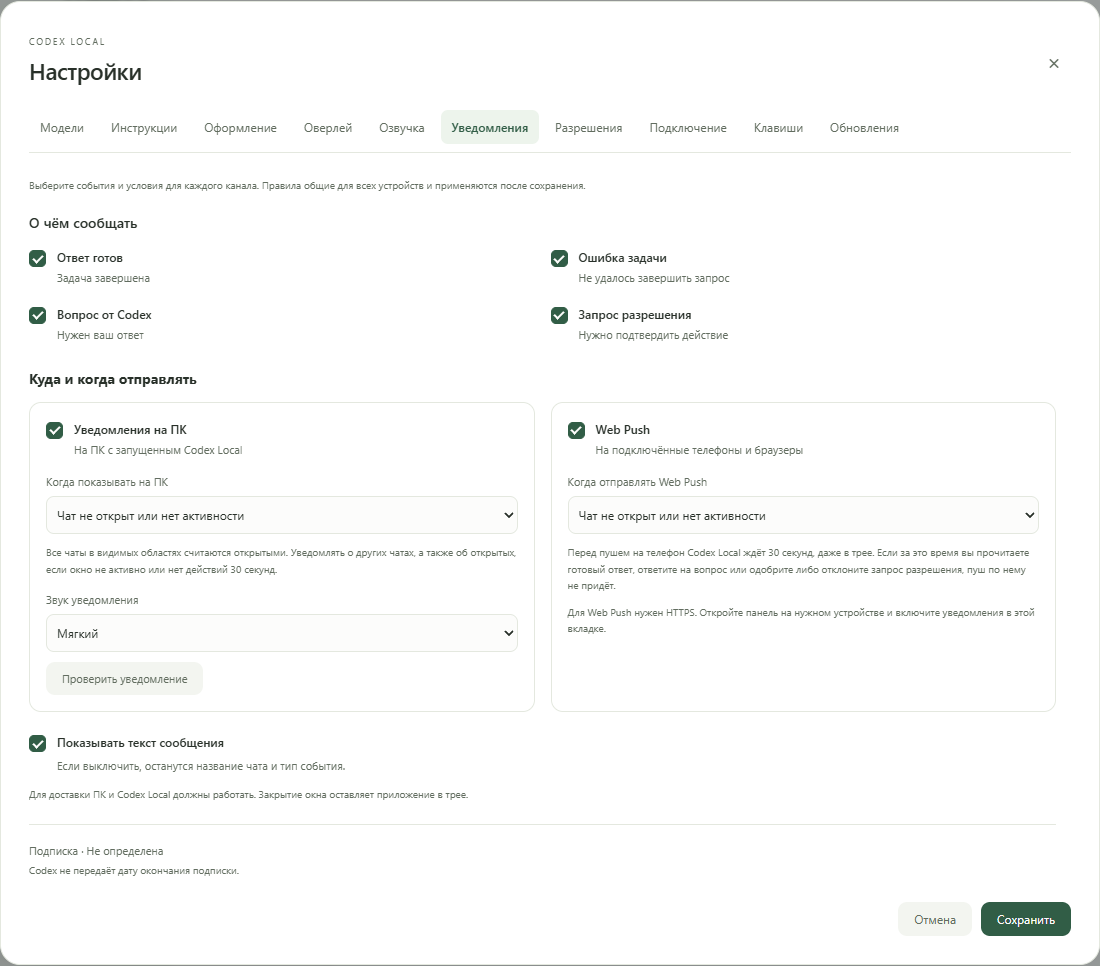 CODEX LOCAL
Настройки
Модели Инструкции Оформление Оверлей Озвучка Уведомления Разрешения Подключение Клавиши Обновления
Выберите события и условия для каждого канала. Правила общие для всех устройств и применяются после сохранения.
О чём сообщать
Ответ готов
Задача завершена
Ошибка задачи
Не удалось завершить запрос
Вопрос от Codex
Нужен ваш ответ
Запрос разрешения
Нужно подтвердить действие
Куда и когда отправлять
Уведомления на ПК
На ПК с запущенным Codex Local
Когда показывать на ПК
Чат не открыт или нет активности
Все чаты в видимых областях считаются открытыми. Уведомлять о других чатах, а также об открытых,
если окно не активно или нет действий 30 секунд.
Звук уведомления
Мягкий
Проверить уведомление
Web Push
На подключённые телефоны и браузеры
Когда отправлять Web Push
Чат не открыт или нет активности
Перед пушем на телефон Codex Local ждёт 30 секунд, даже в трее. Если за это время вы прочитаете
готовый ответ, ответите на вопрос или одобрите либо отклоните запрос разрешения, пуш по нему
не придёт.
Для Web Push нужен HTTPS. Откройте панель на нужном устройстве и включите уведомления в этой
вкладке.
Показывать текст сообщения
Если выключить, останутся название чата и тип события.
Для доставки ПК и Codex Local должны работать. Закрытие окна оставляет приложение в трее.
Подписка · Не определена
Codex не передаёт дату окончания подписки.
Отмена Сохранить